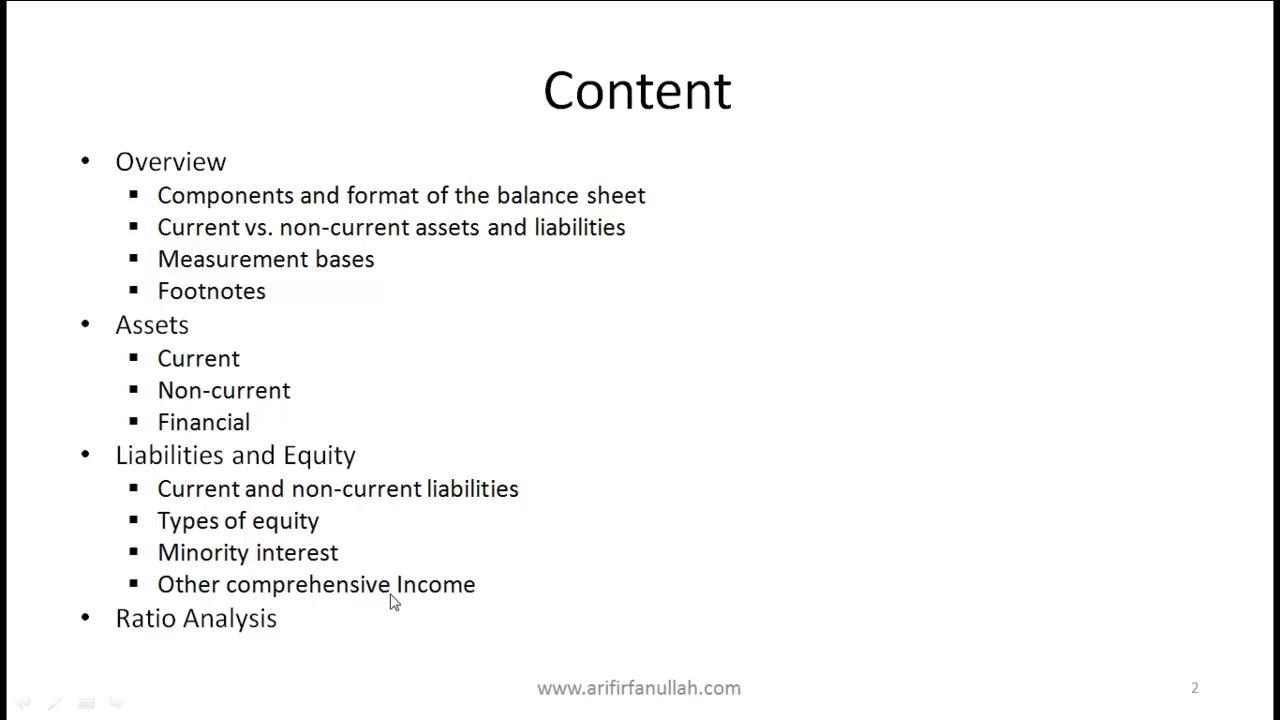 Content
• Overview
▪ Components and format of the balance sheet
▪ Current vs. non-current assets and liabilities
▪ Measurement bases
▪ Footnotes
• Assets
▪ Current
▪ Non-current
▪ Financial
• Liabilities and Equity
▪ Current and non-current liabilities
▪ Types of equity
▪ Minority interest
▪ Other comprehensive Income
• Ratio Analysis
www.arifirfanullah.com
2